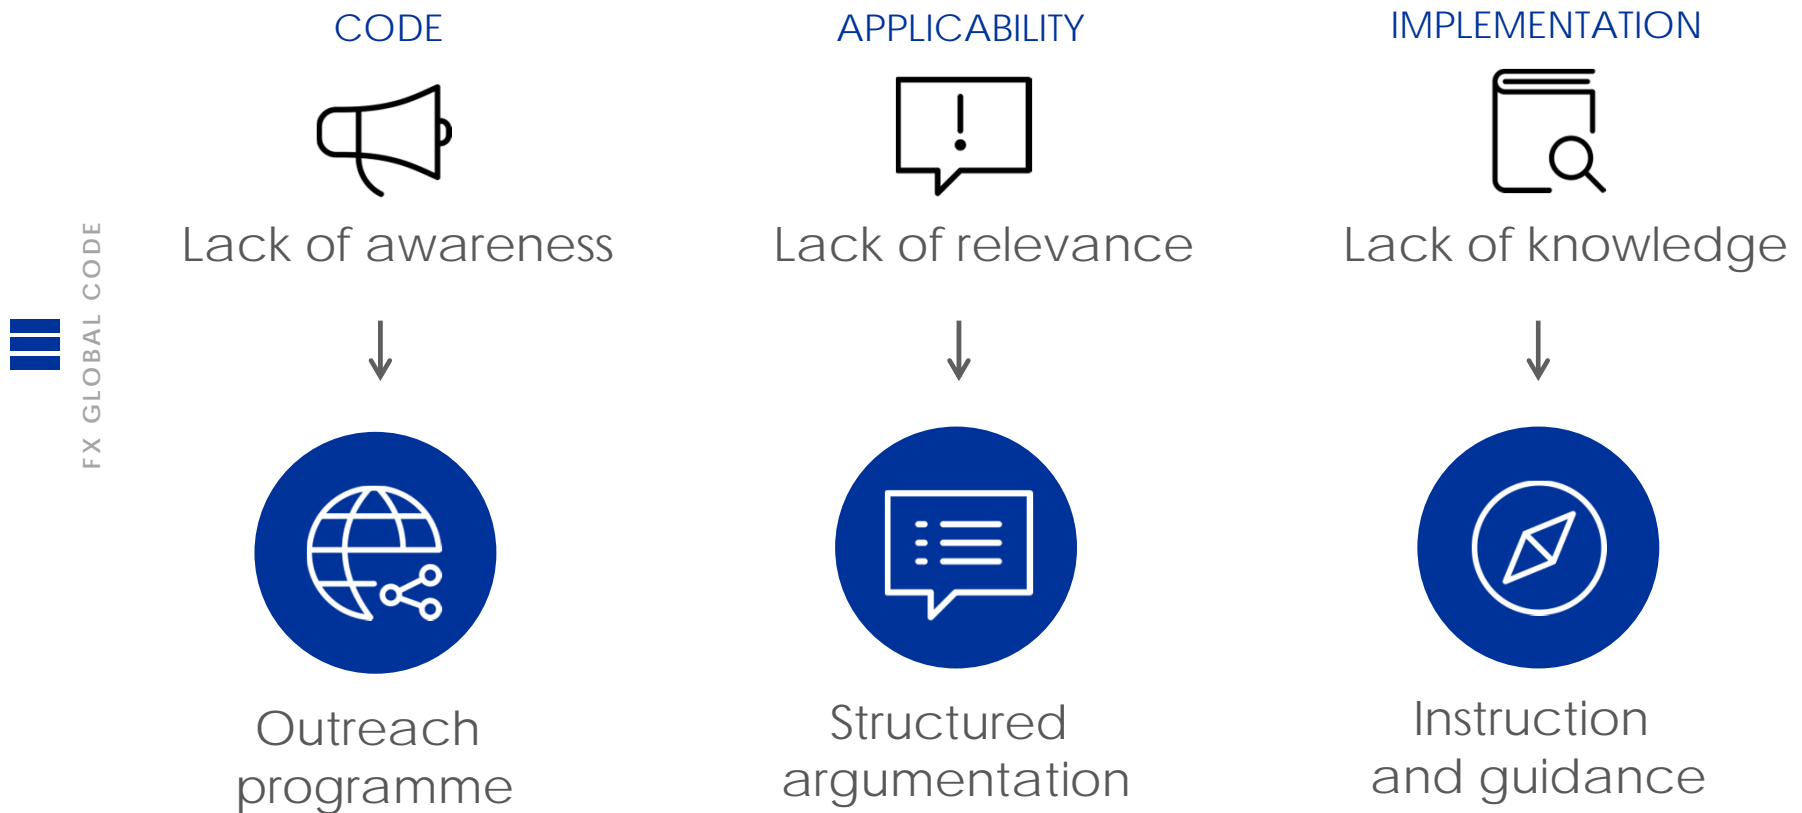 CODE
APPLICABILITY
IMPLEMENTATION
Lack of awareness
Lack of relevance
Lack of knowledge
FX GLOBAL CODE
Outreach
programme
Structured
argumentation
Instruction
and guidance